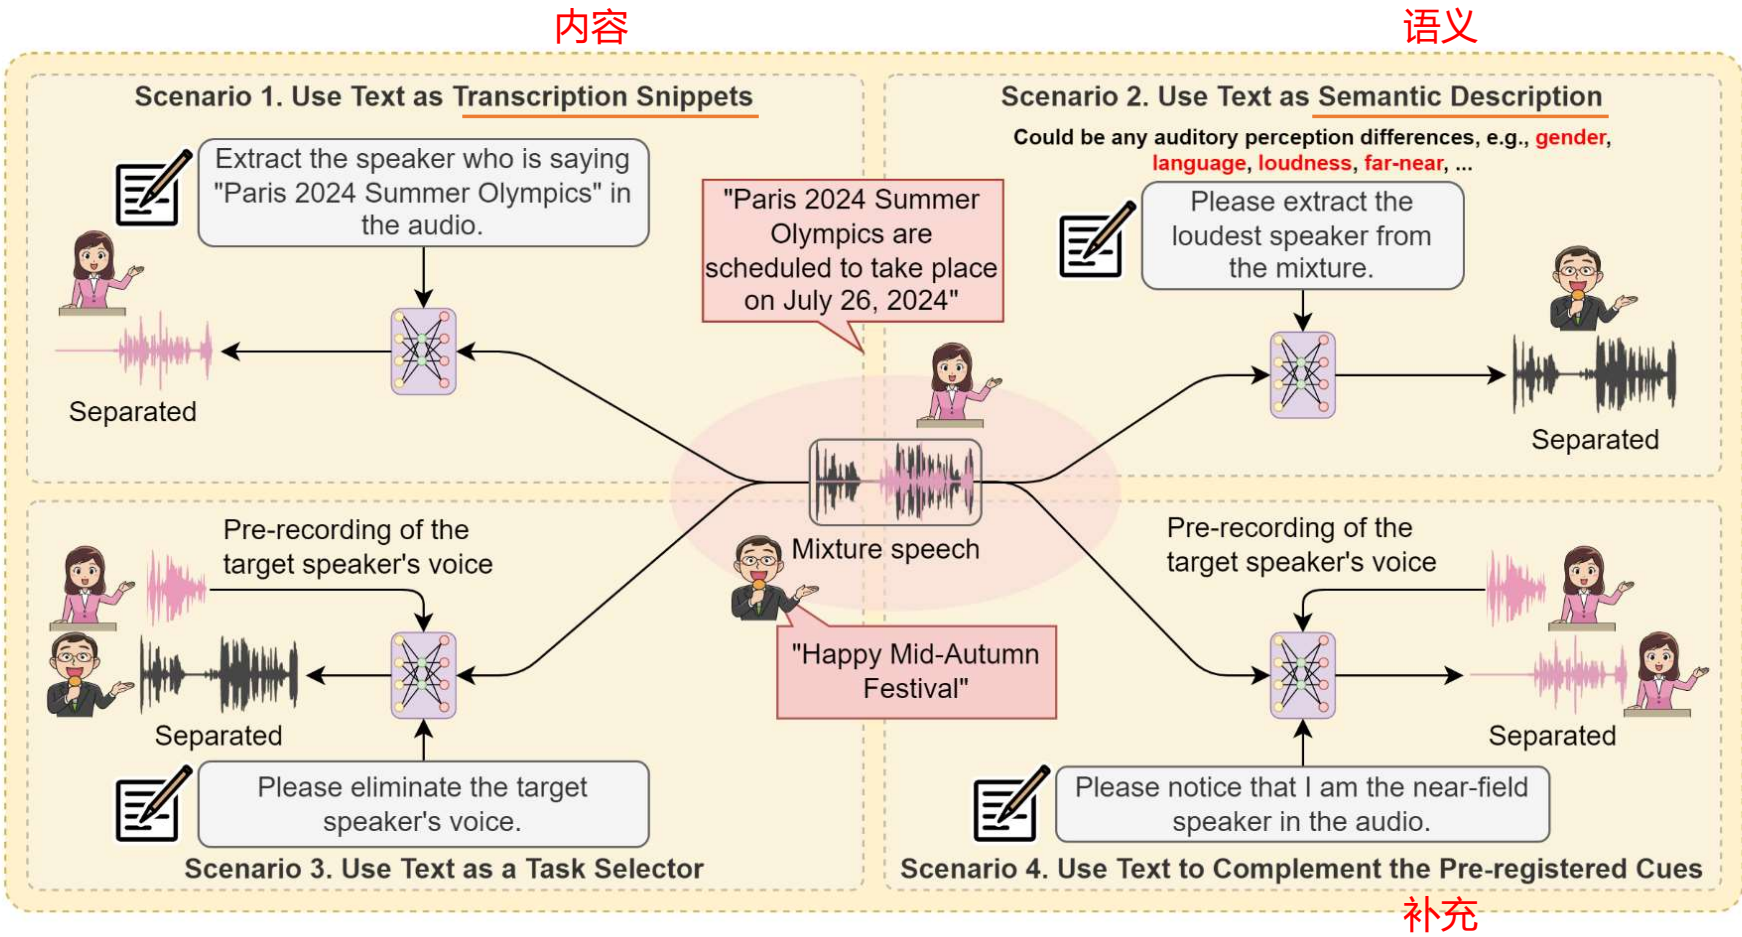 内容
语义
Scenario 1. Use Text as Transcription Snippets
Extract the speaker who is saying
"Paris 2024 Summer Olympics" in
the audio.
Separated
Scenario 2. Use Text as Semantic Description
Could be any auditory perception differences, e.g., gender,
language, loudness, far-near, ...
Please extract the
loudest speaker from
the mixture.
Separated
"Paris 2024 Summer
Olympics are
scheduled to take place
on July 26, 2024"
Mixture speech
"Happy Mid-Autumn
Festival"
Pre-recording of the
target speaker's voice
Separated
Please eliminate the target
speaker's voice.
Scenario 3. Use Text as a Task Selector
Pre-recording of the
target speaker's voice
Separated
Please notice that I am the near-field
speaker in the audio.
Scenario 4. Use Text to Complement the Pre-registered Cues
补充